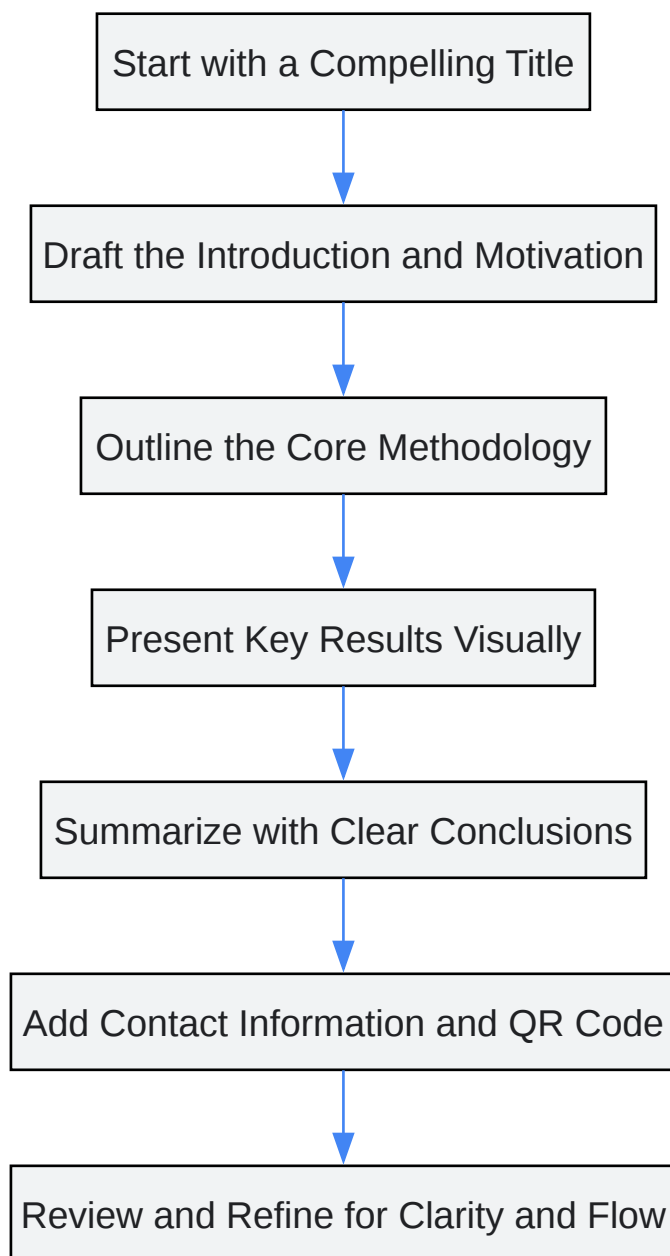 Start with a Compelling Title
Draft the Introduction and Motivation
Outline the Core Methodology
Present Key Results Visually
Summarize with Clear Conclusions
Add Contact Information and QR Code
Review and Refine for Clarity and Flow